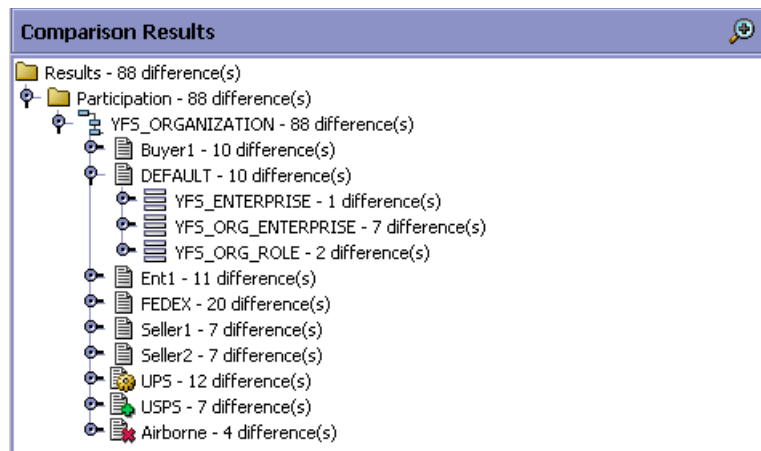 Comparison Results
Results - 88 difference(s)
Participation - 88 difference(s)
YFS_ORGANIZATION - 88 difference(s)
Buyer1 - 10 difference(s)
DEFAULT - 10 difference(s)
YFS_ENTERPRISE - 1 difference(s)
YFS_ORG_ENTERPRISE - 7 difference(s)
YFS_ORG_ROLE - 2 difference(s)
Ent1 - 11 difference(s)
FEDEX - 20 difference(s)
Seller1 - 7 difference(s)
Seller2 - 7 difference(s)
UPS - 12 difference(s)
USPS - 7 difference(s)
Airborne - 4 difference(s)